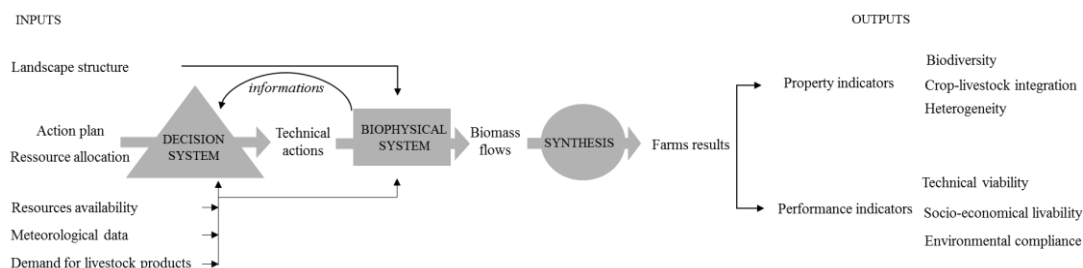 INPUTS
OUTPUTS
Landscape structure
informations
Action plan
Ressource allocation
DECISION
SYSTEM
Technical
actions
BIOPHYSICAL
SYSTEM
Biomass
flows
SYNTHESIS
Farms results
Property indicators
Biodiversity
Crop-livestock integration
Heterogeneity
Performance indicators
Technical viability
Socio-economical livability
Environmental compliance
Resources availability
Meteorological data
Demand for livestock products